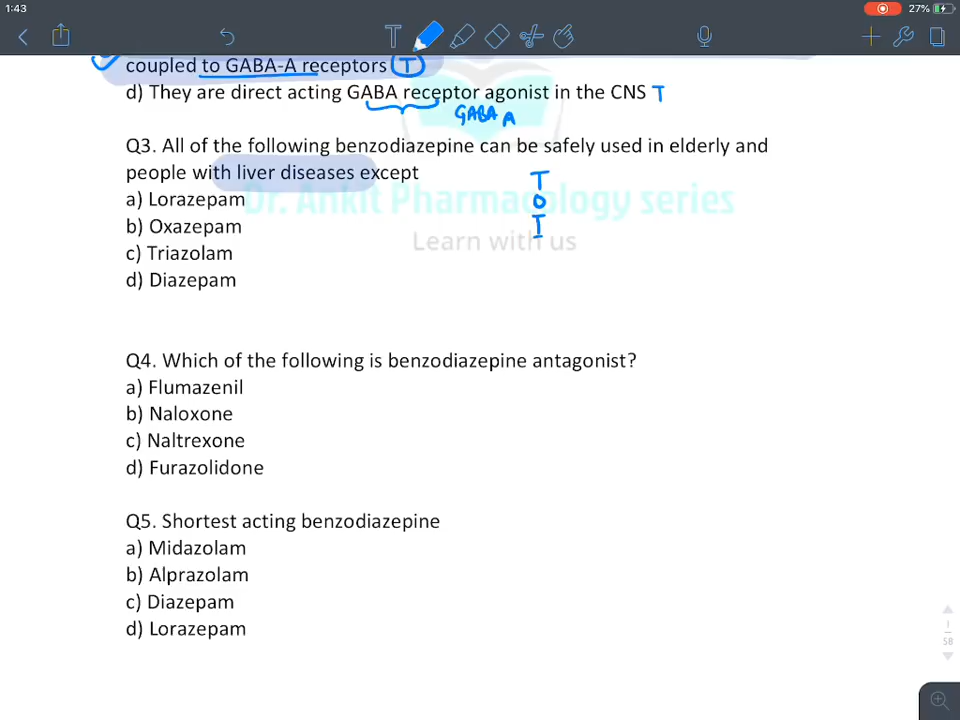 1:43
27%
T
coupled to GABA-A receptors T
d) They are direct acting GABA receptor agonist in the CNS T
GABA A
Q3. All of the following benzodiazepine can be safely used in elderly and
people with liver diseases except
T
a) Lorazepam
O
Dr. Ankit Pharmacology series
b) Oxazepam
I
Learn with us
c) Triazolam
d) Diazepam
Q4. Which of the following is benzodiazepine antagonist?
a) Flumazenil
b) Naloxone
c) Naltrexone
d) Furazolidone
Q5. Shortest acting benzodiazepine
a) Midazolam
b) Alprazolam
c) Diazepam
d) Lorazepam
1
58